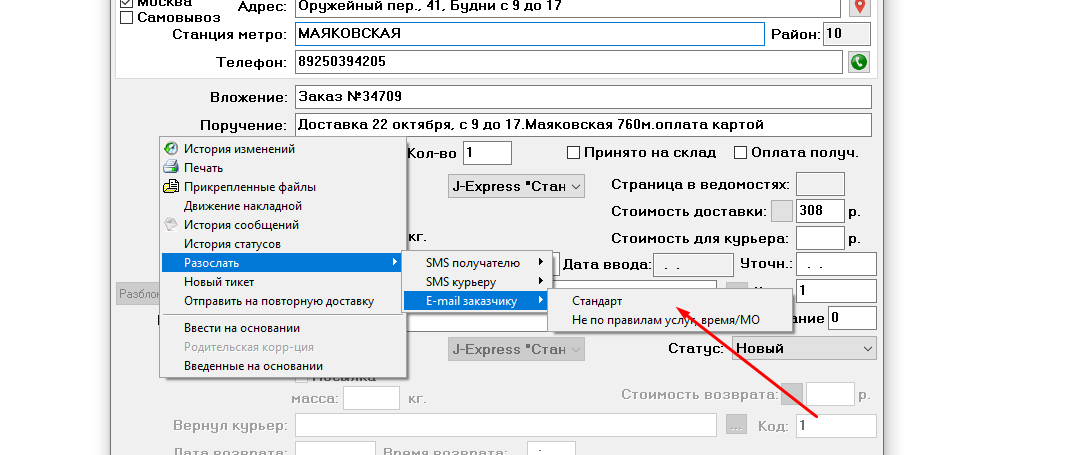 Москва
Адрес: Оружейный пер., 41, Будни с 9 до 17
Самовывоз
Станция метро: МАЯКОВСКАЯ Район: 10
Телефон: 89250394205
Вложение: Заказ №34709
Поручение: Доставка 22 октября, с 9 до 17.Маяковская 760м.оплата картой
История изменений
Печать
Прикрепленные файлы
Движение накладной
История сообщений
История статусов
Разослать
Новый тикет
Отправить на повторную доставку
Ввести на основании
Родительская корр-ция
Введенные на основании
Кол-во 1 Принято на склад Оплата получ.
J-Express "Стан Страница в ведомостях:
Стоимость доставки: 308 р.
кг. Стоимость для курьера: р.
SMS получателю
SMS курьеру
E-mail заказчику
Дата ввода: . . Уточн.: . .
Разблок
1
Стандарт
Не по правилам услуг, время/МО
ание 0
J-Express "Стан Статус: Новый
Посылка
масса: кг. Стоимость возврата: р.
Вернул курьер: ... Код: 1
Дата возврата: Время возврата: :